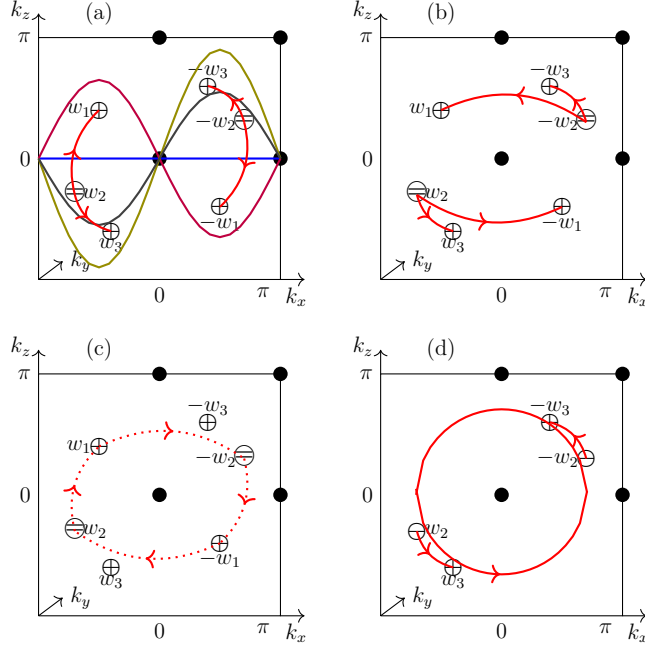 k_z (a) (b)
π
−w_3 −w_3
w_1 −w_2 w_1 −w_2
0 0
w_2 w_2
w_3 −w_1 −w_1
w_3
k_y k_y
0 π k_x 0 π k_x
k_z (c) k_z (d)
π π
−w_3 −w_3
w_1 −w_2 −w_2
0 0
w_2 w_2
w_3 −w_1 w_3
k_y k_y
0 π k_x 0 π k_x